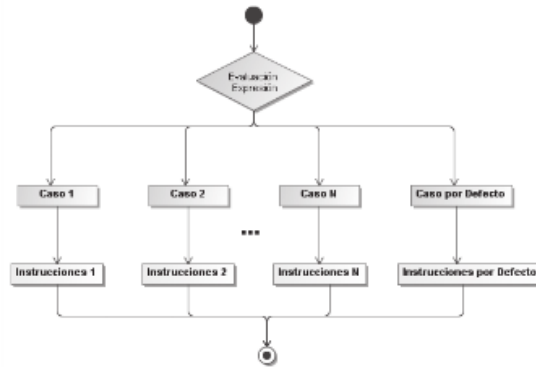 Evaluación
Expresión
Caso 1
Caso 2
Caso N
Caso por Defecto
...
Instrucciones 1
Instrucciones 2
Instrucciones N
Instrucciones por Defecto